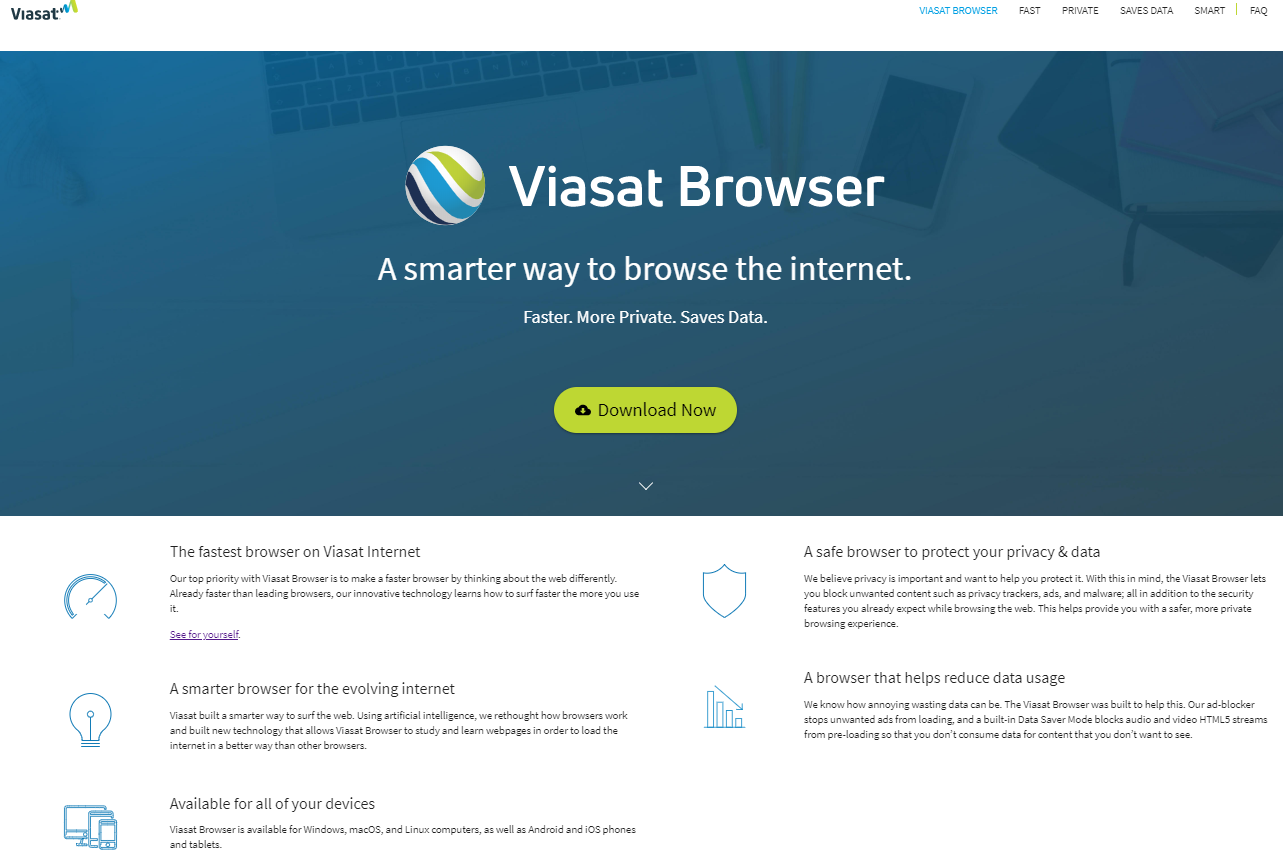 Viasat
VIASAT BROWSER FAST PRIVATE SAVES DATA SMART FAQ
Viasat Browser
A smarter way to browse the internet.
Faster. More Private. Saves Data.
Download Now
The fastest browser on Viasat Internet
Our top priority with Viasat Browser is to make a faster browser by thinking about the web differently.
Already faster than leading browsers, our innovative technology learns how to surf faster the more you use
it.
See for yourself.
A safe browser to protect your privacy & data
We believe privacy is important and want to help you protect it. With this in mind, the Viasat Browser lets
you block unwanted content such as privacy trackers, ads, and malware; all in addition to the security
features you already expect while browsing the web. This helps provide you with a safer, more private
browsing experience.
A smarter browser for the evolving internet
Viasat built a smarter way to surf the web. Using artificial intelligence, we rethought how browsers work
and built new technology that allows Viasat Browser to study and learn webpages in order to load the
internet in a better way than other browsers.
A browser that helps reduce data usage
We know how annoying wasting data can be. The Viasat Browser was built to help this. Our ad-blocker
stops unwanted ads from loading, and a built-in Data Saver Mode blocks audio and video HTML5 streams
from pre-loading so that you don't consume data for content that you don't want to see.
Available for all of your devices
Viasat Browser is available for Windows, macOS, and Linux computers, as well as Android and iOS phones
and tablets.